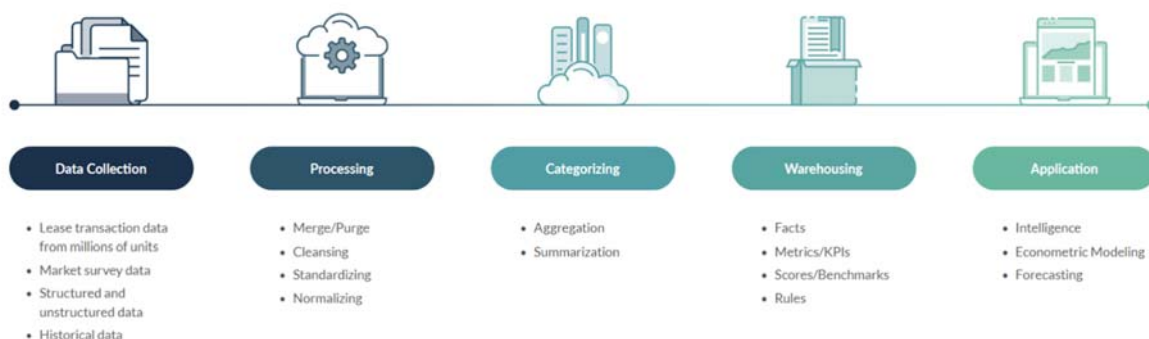 Data Collection
Processing
Categorizing
Warehousing
Application
• Lease transaction data
from millions of units
• Market survey data
• Structured and
unstructured data
• Historical data
• Merge/Purge
• Cleansing
• Standardizing
• Normalizing
• Aggregation
• Summarization
• Facts
• Metrics/KPIs
• Scores/Benchmarks
• Rules
• Intelligence
• Econometric Modeling
• Forecasting